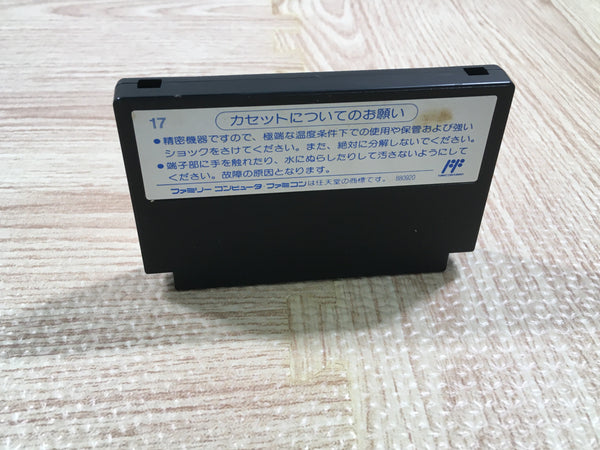 17
カセットについてのお願い
●精密機器ですので、極端な温度条件下での使用や保管および強い
ショックをさけてください。また、絶対に分解しないでください。
●端子部に手を触れたり、水にぬらしたりして汚さないようにして
ください。故障の原因となります。
ファミリーコンピュータ・ファミコンは任天堂の商標です。 880920